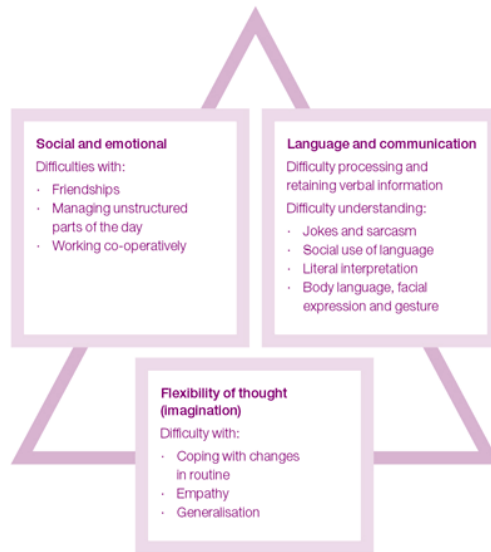 Social and emotional
Difficulties with:
· Friendships
· Managing unstructured
parts of the day
· Working co-operatively
Language and communication
Difficulty processing and
retaining verbal information
Difficulty understanding:
· Jokes and sarcasm
· Social use of language
· Literal interpretation
· Body language, facial
expression and gesture
Flexibility of thought
(imagination)
Difficulty with:
· Coping with changes
in routine
· Empathy
· Generalisation